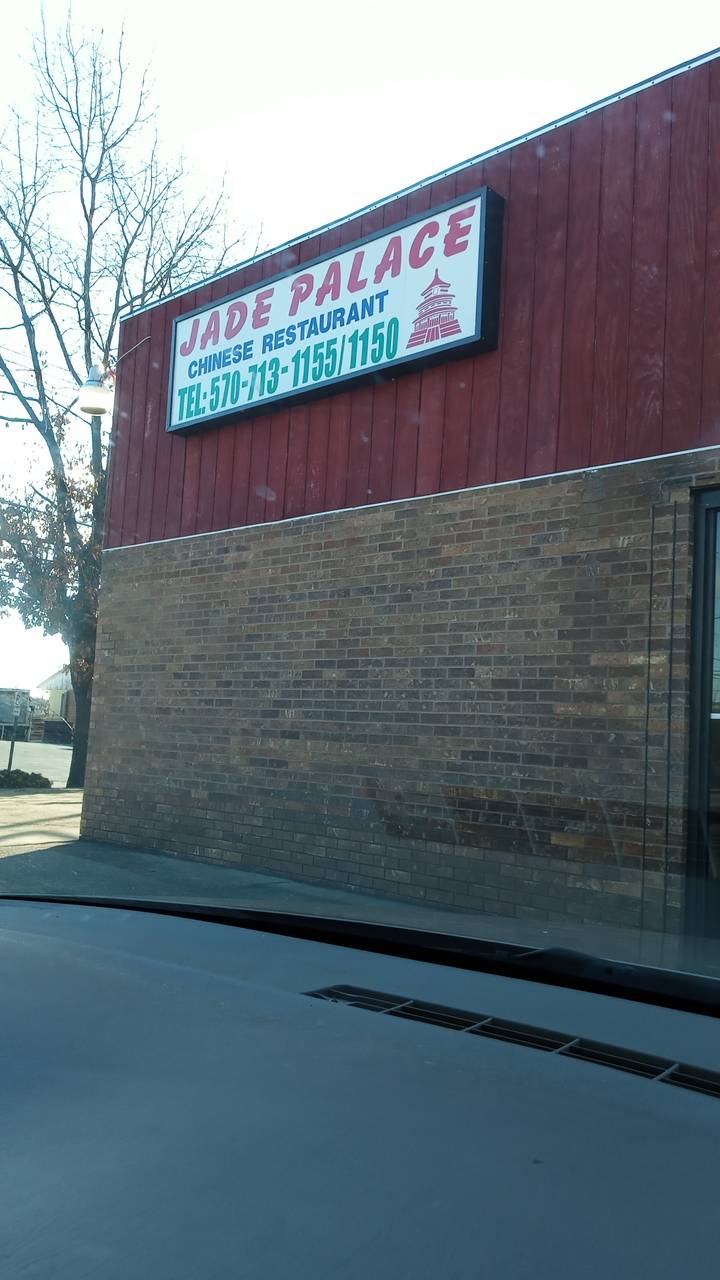 JADE PALACE
CHINESE RESTAURANT
TEL: 570-713-1155/1150